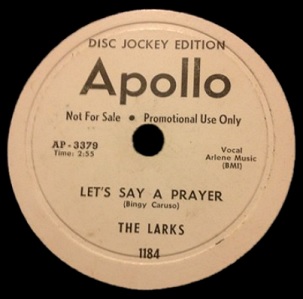 DISC JOCKEY EDITION
Apollo
Not For Sale • Promotional Use Only
AP-3379
Time: 2:55
Vocal
Arlene Music
(BMI)
LET'S SAY A PRAYER
(Bingy Caruso)
THE LARKS
1184